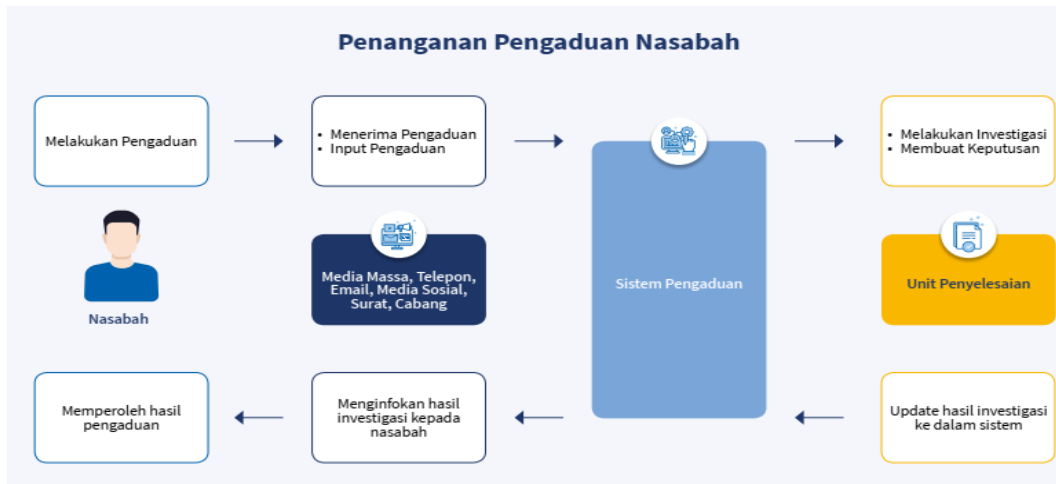 Penanganan Pengaduan Nasabah
Melakukan Pengaduan
• Menerima Pengaduan
• Input Pengaduan
• Melakukan Investigasi
• Membuat Keputusan
Nasabah
Media Massa, Telepon,
Email, Media Sosial,
Surat, Cabang
Sistem Pengaduan
Unit Penyelesaian
Memperoleh hasil
pengaduan
Menginfokan hasil
investigasi kepada
nasabah
Update hasil investigasi
ke dalam sistem